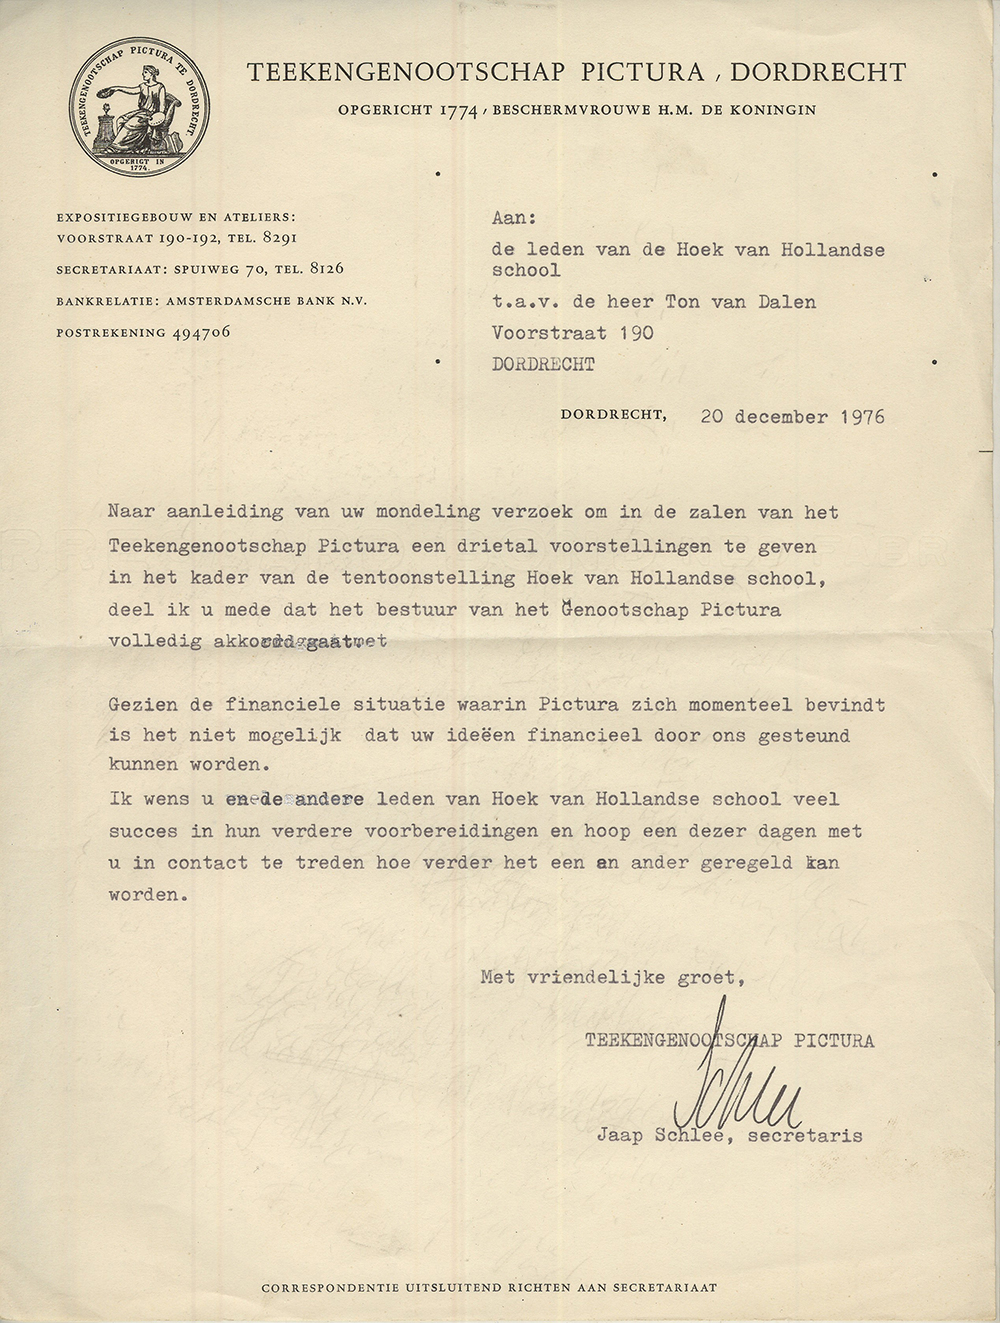 TEEKENGENOOTSCHAP PICTURA TE DORDRECHT.
OPGERIGT IN
1774.
TEEKENGENOOTSCHAP PICTURA, DORDRECHT
OPGERICHT 1774, BESCHERMVROUWE H.M. DE KONINGIN
EXPOSITIEGEBOUW EN ATELIERS:
VOORSTRAAT 190-192, TEL. 8291
SECRETARIAAT: SPUIWEG 70, TEL. 8126
BANKRELATIE: AMSTERDAMSCHE BANK N.V.
POSTREKENING 494706
Aan:
de leden van de Hoek van Hollandse
school
t.a.v. de heer Ton van Dalen
Voorstraat 190
DORDRECHT
DORDRECHT, 20 december 1976
Naar aanleiding van uw mondeling verzoek om in de zalen van het
Teekengenootschap Pictura een drietal voorstellingen te geven
in het kader van de tentoonstelling Hoek van Hollandse school,
deel ik u mede dat het bestuur van het Genootschap Pictura
volledig akkoord gaat.
Gezien de financiele situatie waarin Pictura zich momenteel bevindt
is het niet mogelijk dat uw ideëen financieel door ons gesteund
kunnen worden.
Ik wens u en de andere leden van Hoek van Hollandse school veel
succes in hun verdere voorbereidingen en hoop een dezer dagen met
u in contact te treden hoe verder het een en ander geregeld kan
worden.
Met vriendelijke groet,
TEEKENGENOOTSCHAP PICTURA
Schlee
Jaap Schlee, secretaris
CORRESPONDENTIE UITSLUITEND RICHTEN AAN SECRETARIAAT